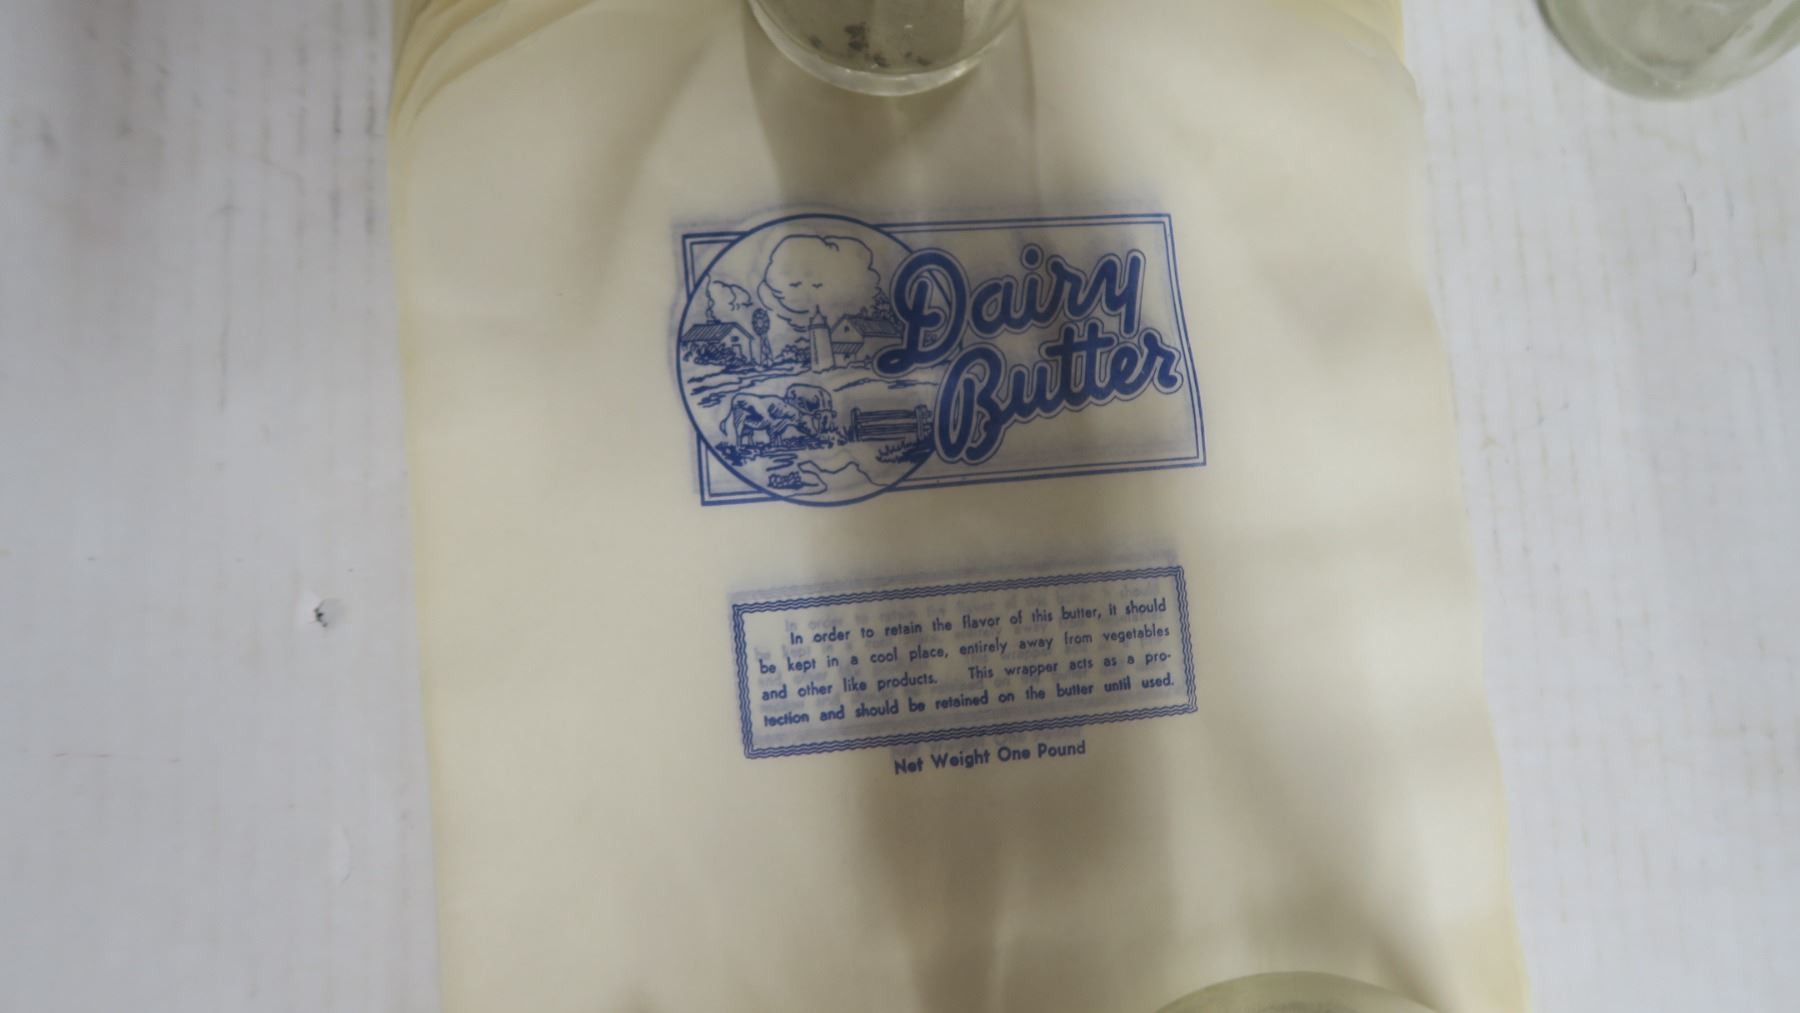 Dairy
Butter
In order to retain the flavor of this butter, it should
be kept in a cool place, entirely away from vegetables
and other like products. This wrapper acts as a pro-
tection and should be retained on the butter until used.
Net Weight One Pound